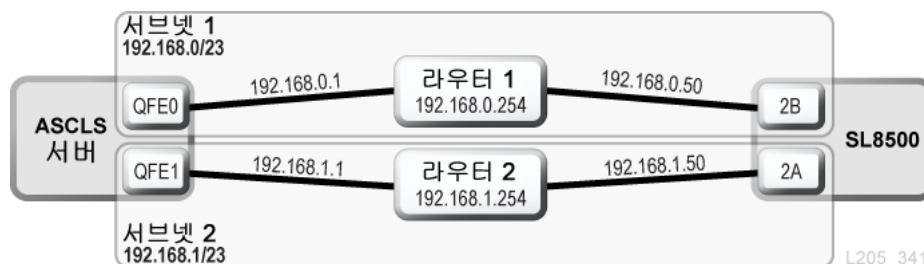 서브넷 1
192.168.0/23
ASCLS
서버
QFE0
192.168.0.1
라우터 1
192.168.0.254
192.168.0.50
2B
SL8500
QFE1
192.168.1.1
라우터 2
192.168.1.254
192.168.1.50
2A
서브넷 2
192.168.1/23
L205_341